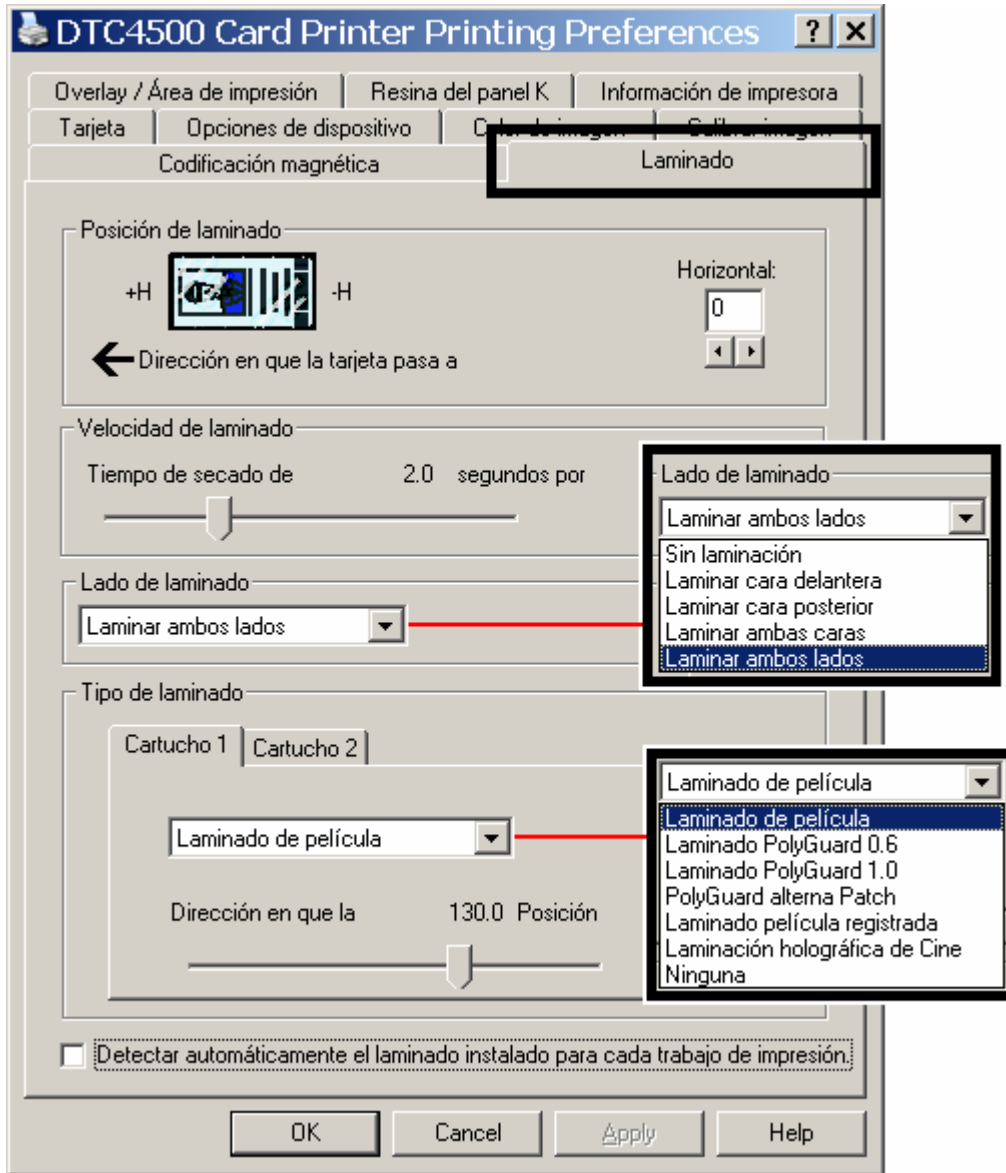 DTC4500 Card Printer Printing Preferences
Overlay / Área de impresión Resina del panel K Información de impresora
Tarjeta Opciones de dispositivo Color de imagen Calibrar imagen
Codificación magnética Laminado
Posición de laminado
Horizontal:
+H -H
0
Dirección en que la tarjeta pasa a
Velocidad de laminado
Tiempo de secado de 2.0 segundos por
Lado de laminado
Laminar ambos lados
Sin laminación
Laminar cara delantera
Laminar cara posterior
Laminar ambas caras
Laminar ambos lados
Lado de laminado
Laminar ambos lados
Tipo de laminado
Cartucho 1 Cartucho 2
Laminado de película
Dirección en que la 130.0 Posición
Laminado de película
Laminado de película
Laminado PolyGuard 0.6
Laminado PolyGuard 1.0
PolyGuard alterna Patch
Laminado película registrada
Laminación holográfica de Cine
Ninguna
Detectar automáticamente el laminado instalado para cada trabajo de impresión.
OK Cancel Apply Help